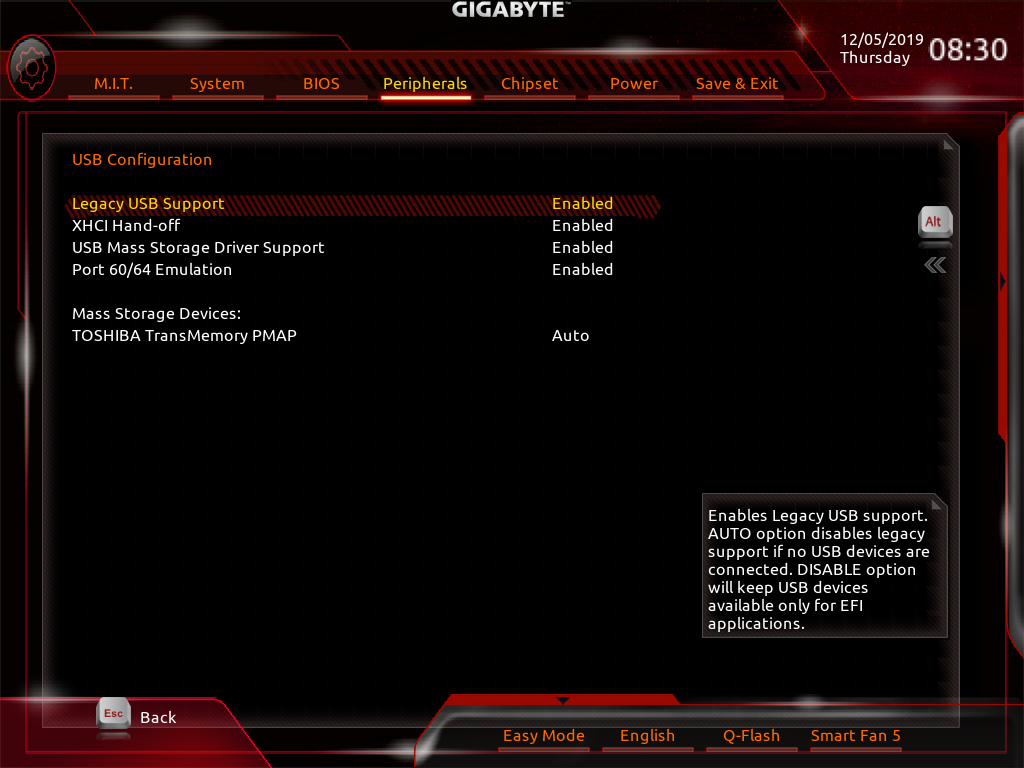 GIGABYTE™
12/05/2019 08:30
Thursday
M.I.T. System BIOS Peripherals Chipset Power Save & Exit
USB Configuration
Legacy USB Support Enabled
XHCI Hand-off Enabled
USB Mass Storage Driver Support Enabled
Port 60/64 Emulation Enabled
Mass Storage Devices:
TOSHIBA TransMemory PMAP Auto
Alt
Enables Legacy USB support.
AUTO option disables legacy
support if no USB devices are
connected. DISABLE option
will keep USB devices
available only for EFI
applications.
Esc Back
Easy Mode English Q-Flash Smart Fan 5